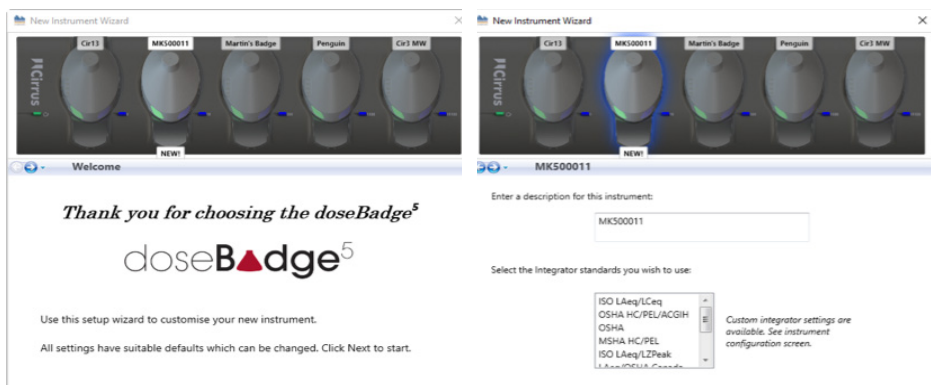 New Instrument Wizard
Cir13 MK500011 Martin's Badge Penguin Cir3 MW
Cirrus
NEW!
Welcome
Thank you for choosing the doseBadge⁵
doseBadge⁵
Use this setup wizard to customise your new instrument.
All settings have suitable defaults which can be changed. Click Next to start.
New Instrument Wizard
Cir13 MK500011 Martin's Badge Penguin Cir3 MW
Cirrus
NEW!
MK500011
Enter a description for this instrument:
MK500011
Select the Integrator standards you wish to use:
ISO LAeq/LCeq
OSHA HC/PEL/ACGIH
OSHA
MSHA HC/PEL
ISO LAeq/LZPeak
LAeq/OSHA Canada
Custom integrator settings are
available. See instrument
configuration screen.